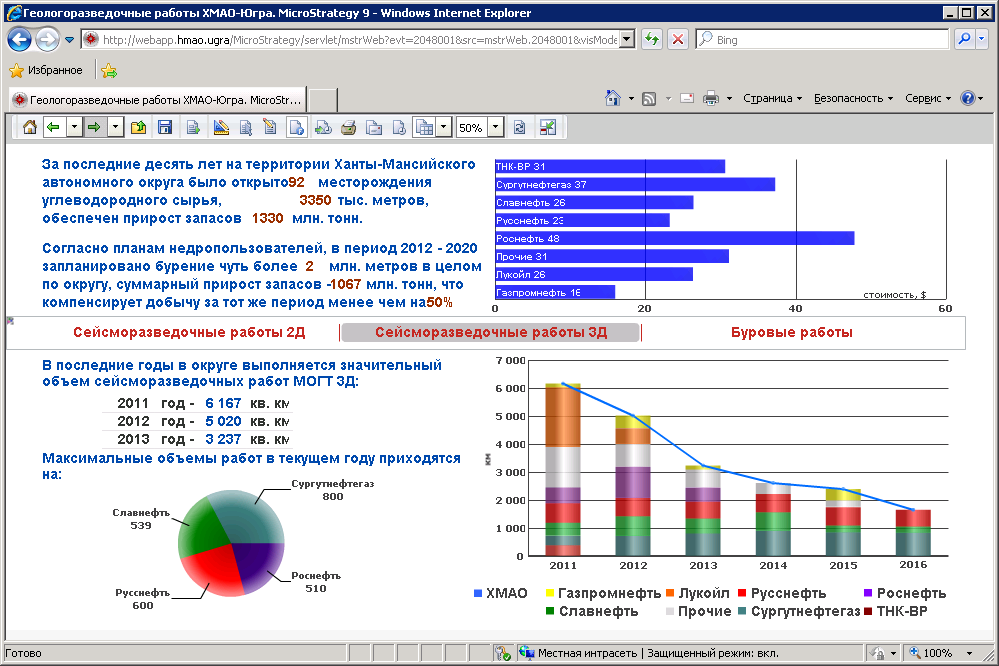 Геологоразведочные работы ХМАО-Югра. MicroStrategy 9 - Windows Internet Explorer
http://webapp.hmao.ugra/MicroStrategy/servlet/mstrWeb?evt=2048001&src=mstrWeb.2048001&visMode
Bing
Избранное
Геологоразведочные работы ХМАО-Югра. MicroStr...
Страница
Безопасность
Сервис
50%
За последние десять лет на территории Ханты-Мансийского
автономного округа было открыто92 месторождения
углеводородного сырья, 3350 тыс. метров,
обеспечен прирост запасов 1330 млн. тонн.
Согласно планам недропользователей, в период 2012 - 2020
запланировано бурение чуть более 2 млн. метров в целом
по округу, суммарный прирост запасов -1067 млн. тонн, что
компенсирует добычу за тот же период менее чем на50%
ТНК-BP 31
Сургутнефтегаз 37
Славнефть 26
Русснефть 23
Роснефть 48
Прочие 31
Лукойл 26
Газпромнефть 16
стоимость, $
0 20 40 60
Сейсморазведочные работы 2Д
Сейсморазведочные работы 3Д
Буровые работы
В последние годы в округе выполняется значительный
объем сейсморазведочных работ МОГТ 3Д:
2011 год - 6 167 кв. км
2012 год - 5 020 кв. км
2013 год - 3 237 кв. км
Максимальные объемы работ в текущем году приходятся
на:
Сургутнефтегаз
800
Славнефть
539
Роснефть
510
Русснефть
600
7 000
6 000
5 000
4 000
3 000
2 000
1 000
0
км
2011 2012 2013 2014 2015 2016
ХМАО Газпромнефть Лукойл Русснефть Роснефть
Славнефть Прочие Сургутнефтегаз ТНК-BP
Готово
Местная интрасеть | Защищенный режим: вкл.
100%